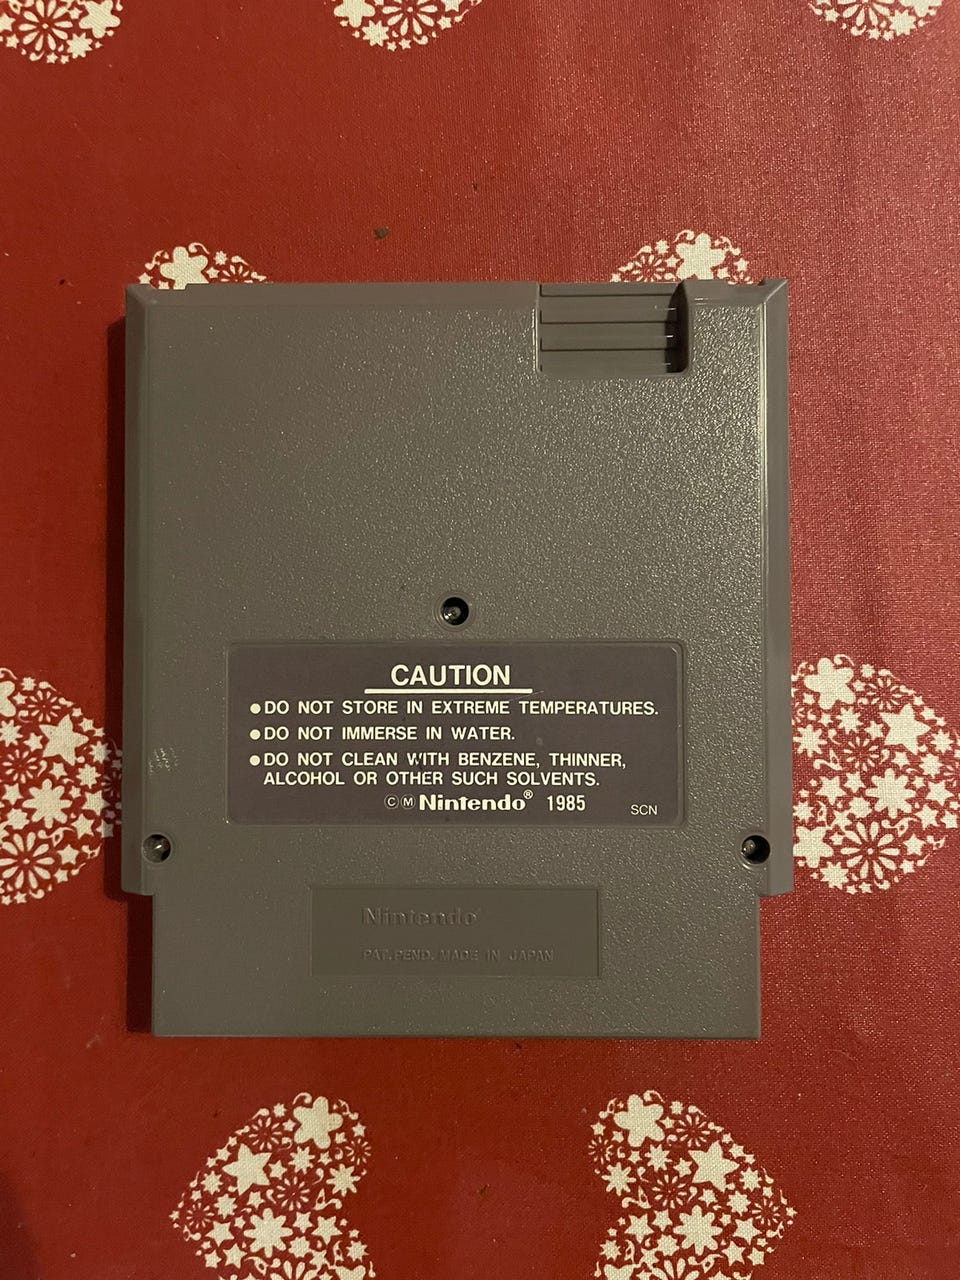 CAUTION
●DO NOT STORE IN EXTREME TEMPERATURES.
●DO NOT IMMERSE IN WATER.
●DO NOT CLEAN WITH BENZENE, THINNER,
ALCOHOL OR OTHER SUCH SOLVENTS.
ⒸⓂNintendo® 1985 SCN
Nintendo®
PAT. PEND. MADE IN JAPAN